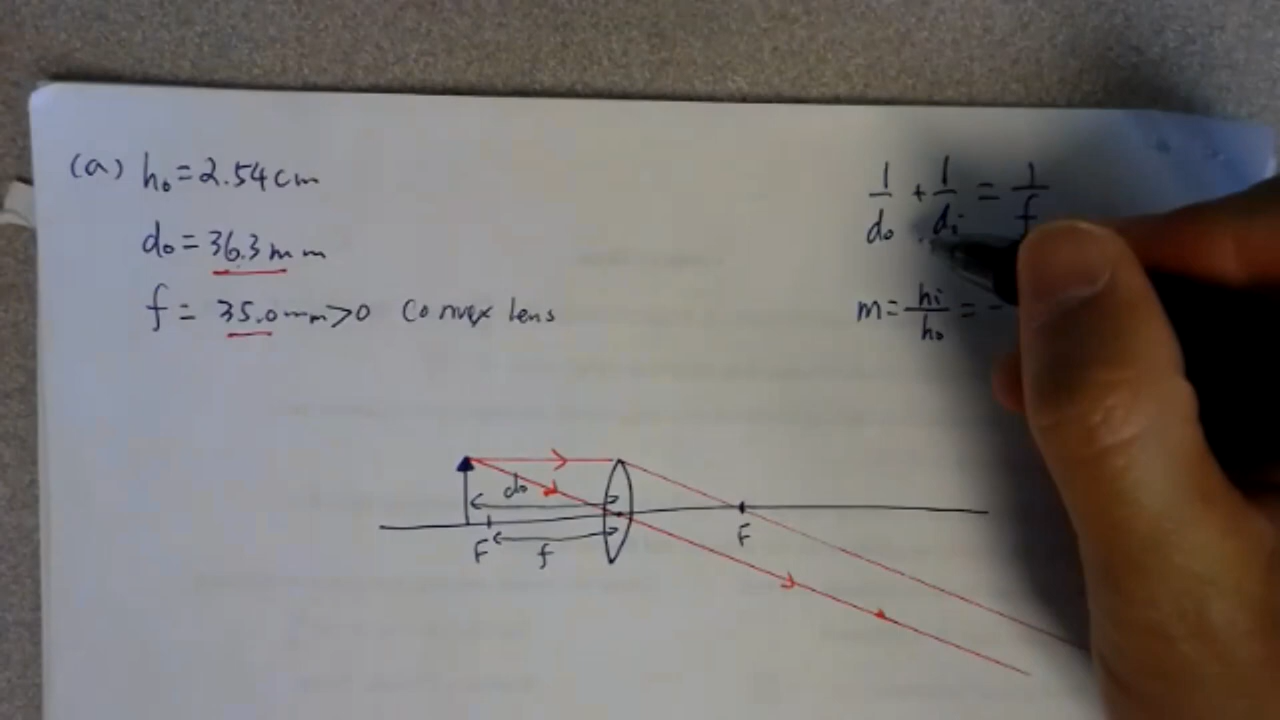 (a) h₀ = 2.54 cm
d₀ = 36.3 mm
f = 35.0 mm > 0 Convex lens
1/d₀ + 1/dᵢ = 1/f
m = hᵢ/h₀ = -
d₀
F
f
F